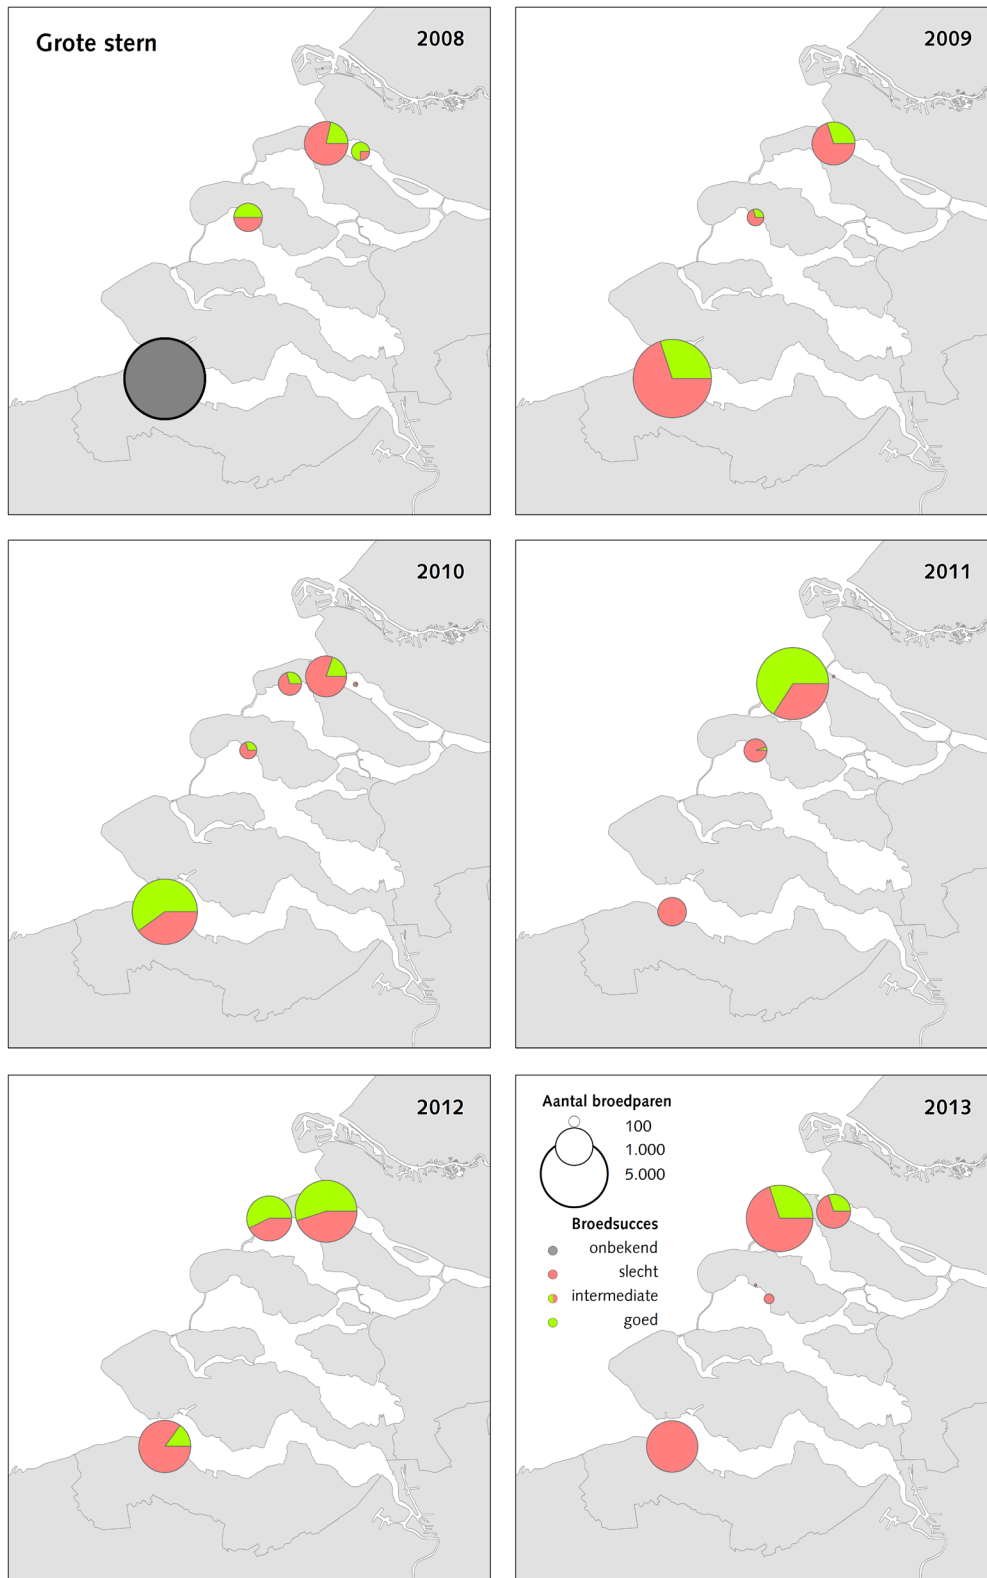 Grote stern
2008
2009
2010
2011
2012
2013
Aantal broedparen
100
1.000
5.000
Broedsucces
onbekend
slecht
intermediate
goed